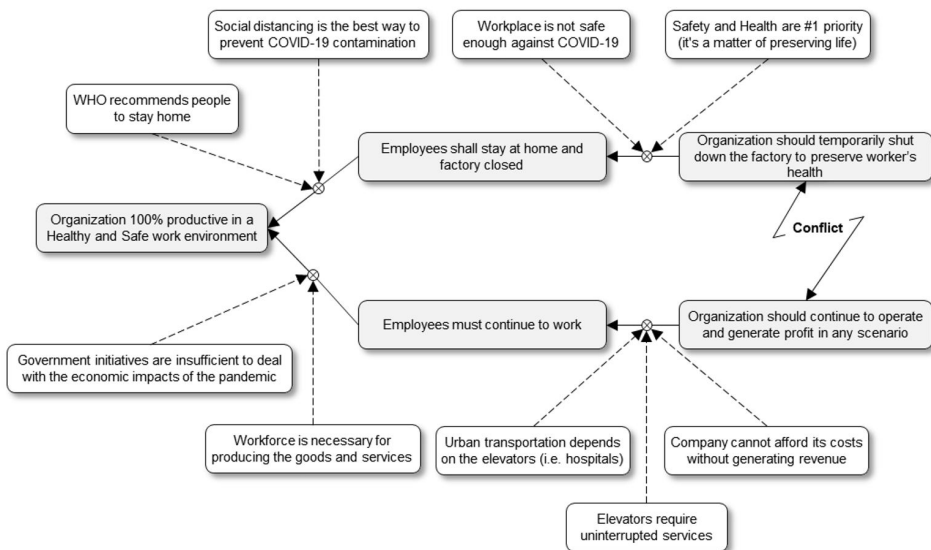 Social distancing is the best way to
prevent COVID-19 contamination
Workplace is not safe
enough against COVID-19
Safety and Health are #1 priority
(it's a matter of preserving life)
WHO recommends people
to stay home
Employees shall stay at home and
factory closed
Organization should temporarily shut
down the factory to preserve worker's
health
Organization 100% productive in a
Healthy and Safe work environment
Conflict
Employees must continue to work
Organization should continue to operate
and generate profit in any scenario
Government initiatives are insufficient to deal
with the economic impacts of the pandemic
Workforce is necessary for
producing the goods and services
Urban transportation depends
on the elevators (i.e. hospitals)
Company cannot afford its costs
without generating revenue
Elevators require
uninterrupted services